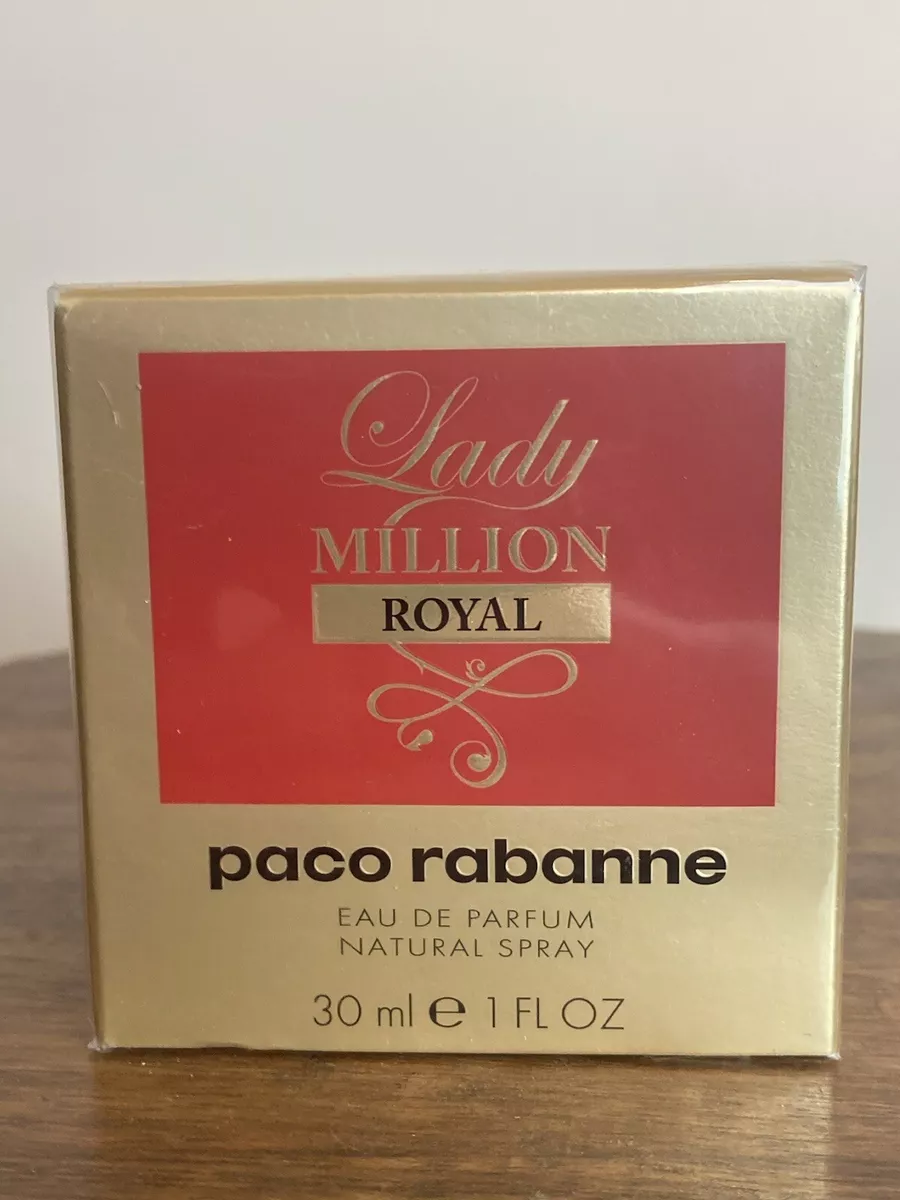 Lady
MILLION
ROYAL
paco rabanne
EAU DE PARFUM
NATURAL SPRAY
30 ml ℮ 1 FL OZ